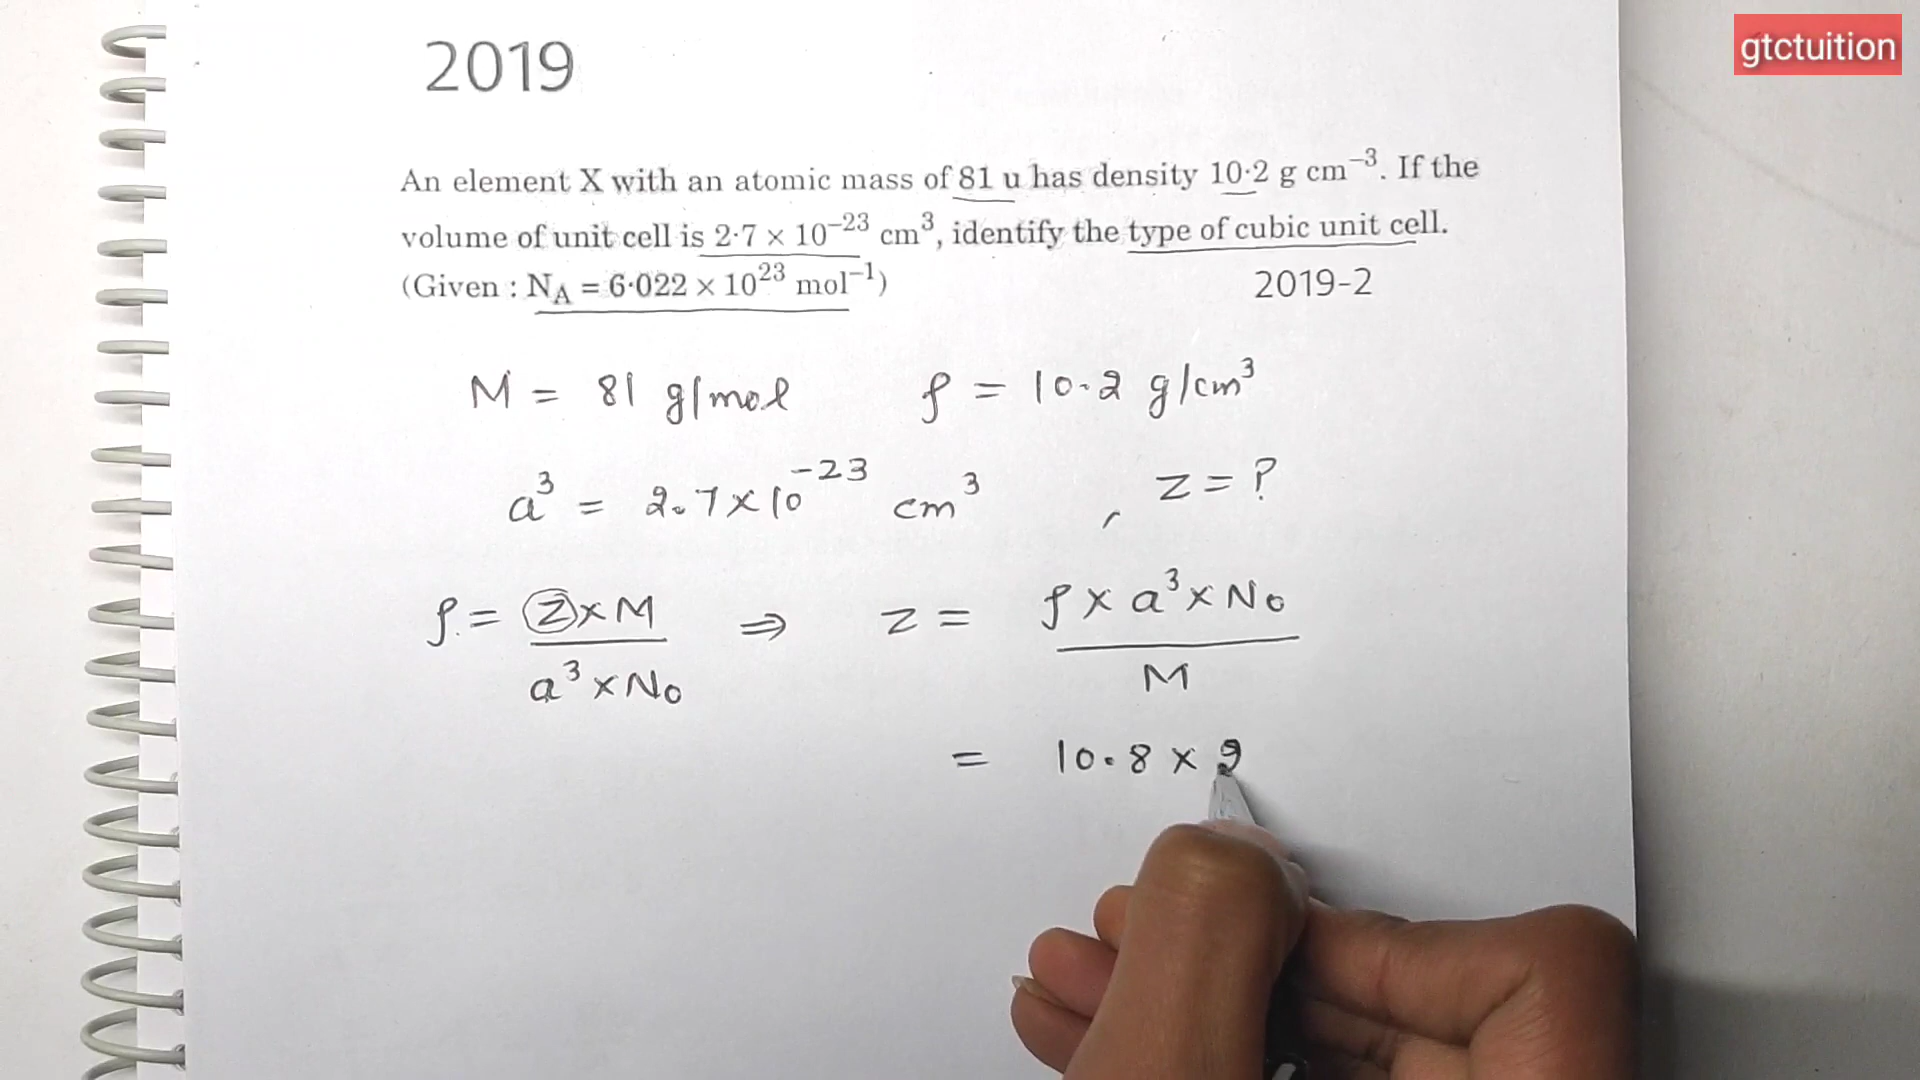 gtctuition
2019
An element X with an atomic mass of 81 u has density 10·2 g cm⁻³. If the
volume of unit cell is 2·7 × 10⁻²³ cm³, identify the type of cubic unit cell.
(Given : N_A = 6·022 × 10²³ mol⁻¹) 2019-2
M = 81 g/mol ρ = 10.2 g/cm³
a³ = 2.7×10⁻²³ cm³ , z = ?
ρ = z×M / a³×N₀ ⇒ z = ρ × a³ × N₀ / M
= 10.8 × 2